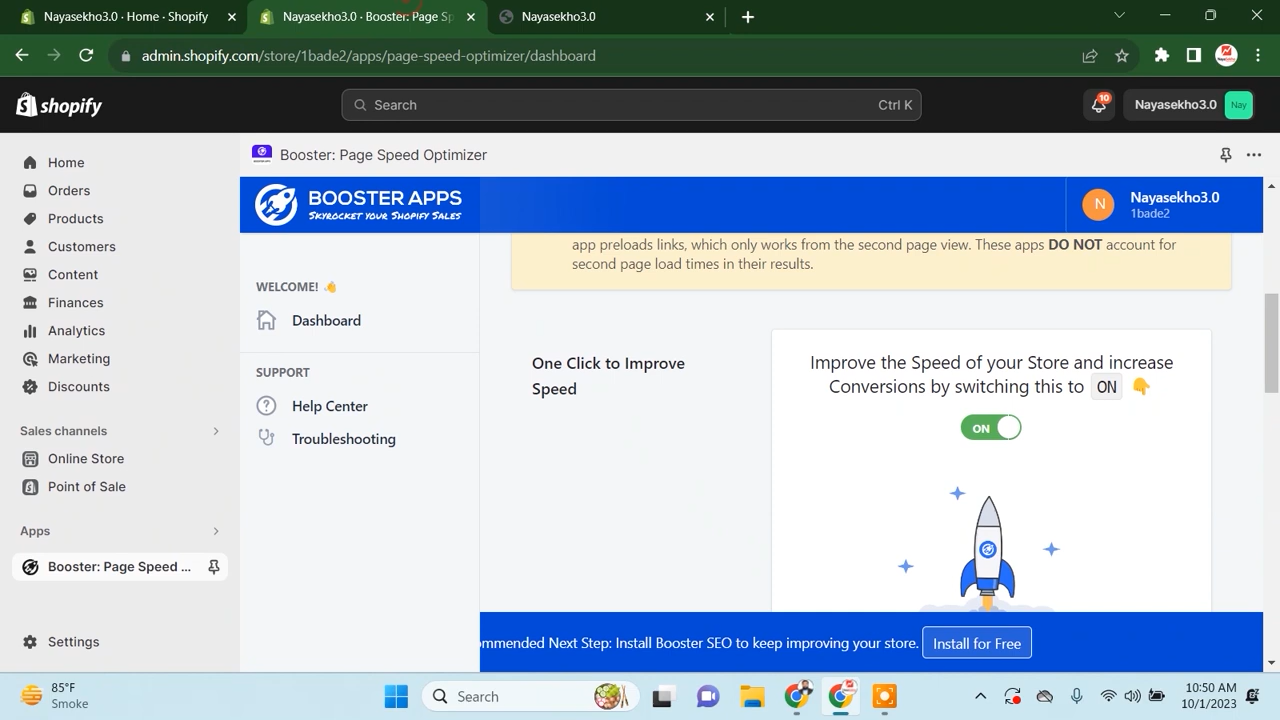 Nayasekho3.0 · Home · Shopify
Nayasekho3.0 · Booster: Page Sp
Nayasekho3.0
admin.shopify.com/store/1bade2/apps/page-speed-optimizer/dashboard
shopify
Search
Ctrl K
10
Nayasekho3.0
Nay
Home
Orders
Products
Customers
Content
Finances
Analytics
Marketing
Discounts
Sales channels
Online Store
Point of Sale
Apps
Booster: Page Speed ...
Settings
Booster: Page Speed Optimizer
BOOSTER APPS
SKYROCKET YOUR SHOPIFY SALES
N
Nayasekho3.0
1bade2
WELCOME! 👋
Dashboard
SUPPORT
Help Center
Troubleshooting
app preloads links, which only works from the second page view. These apps DO NOT account for
second page load times in their results.
One Click to Improve
Speed
Improve the Speed of your Store and increase
Conversions by switching this to ON 👇
ON
ommended Next Step: Install Booster SEO to keep improving your store.
Install for Free
85°F
Smoke
Search
10:50 AM
10/1/2023